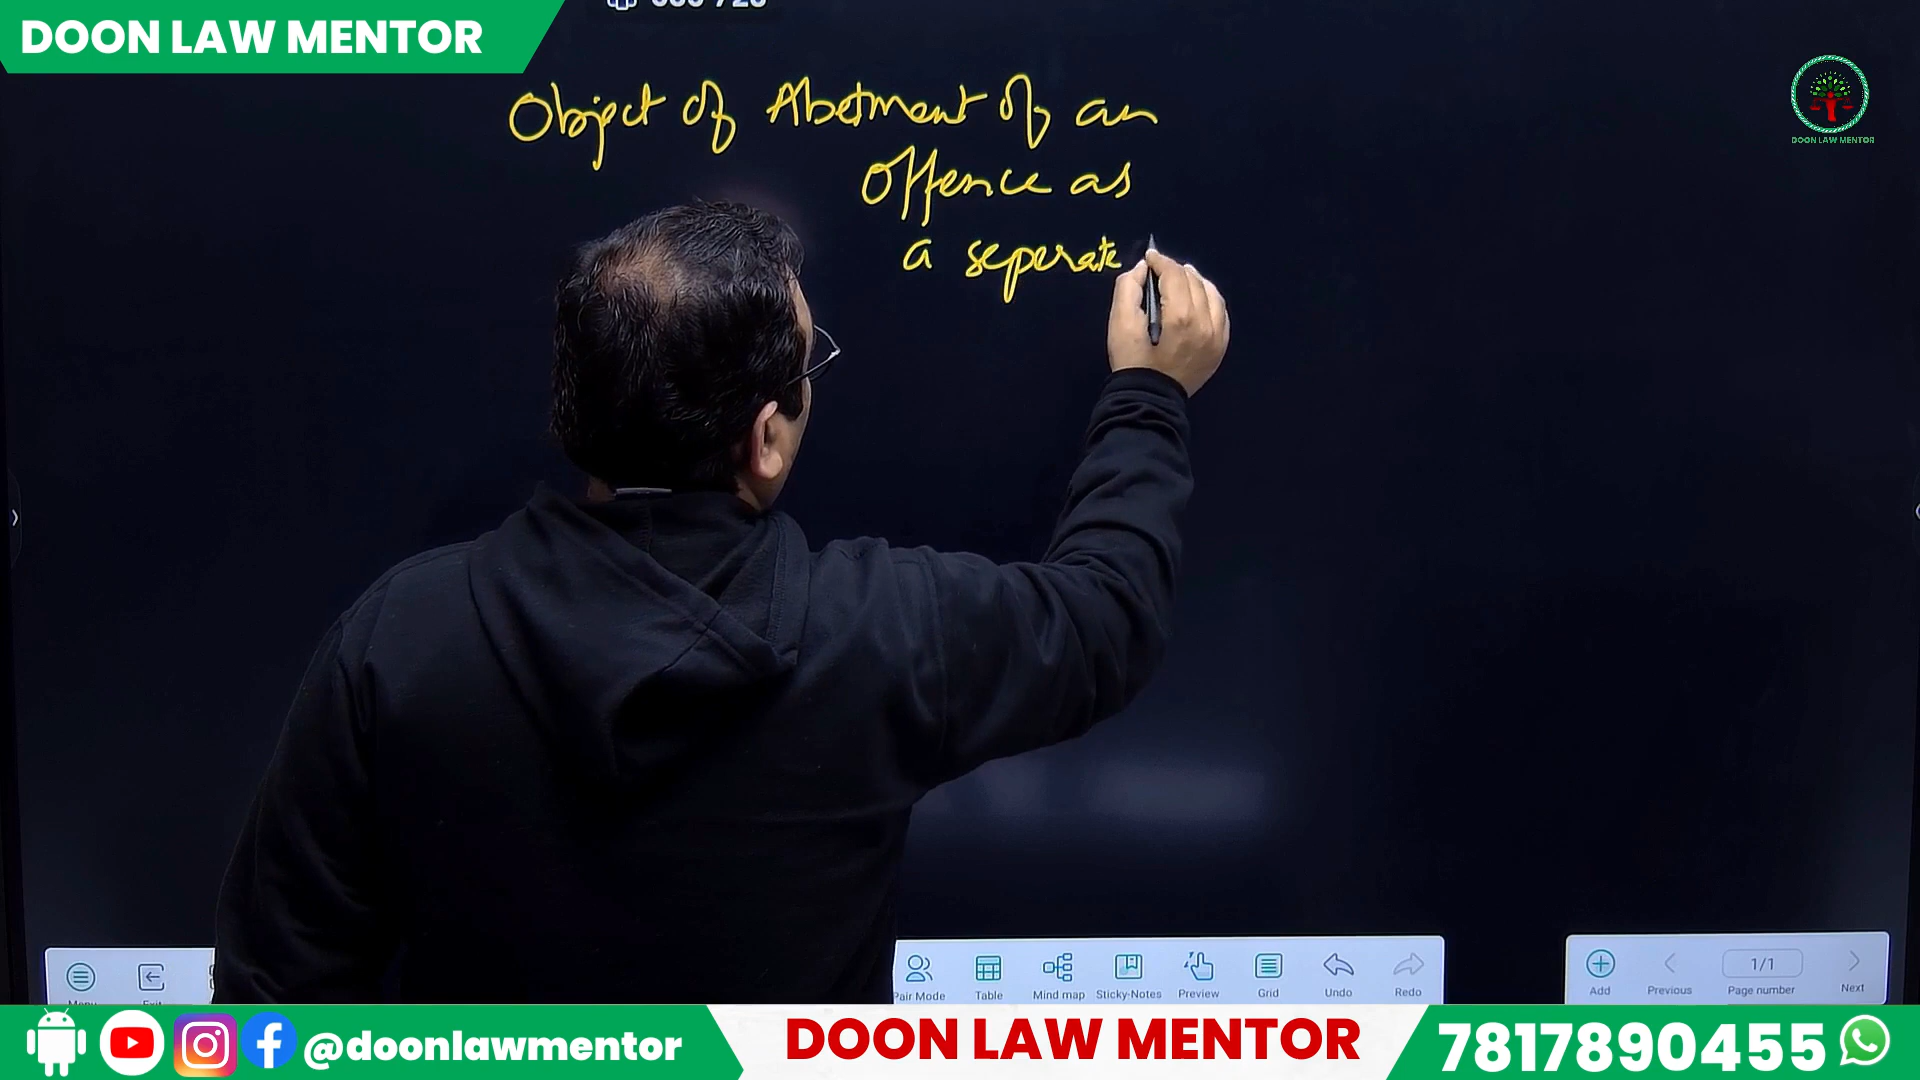 DOON LAW MENTOR
Object of Abetment of an
Offence as
a seperate
DOON LAW MENTOR
Pair Mode
Table
Mind map
Sticky-Notes
Preview
Grid
Undo
Redo
Add
Previous
1/1
Page number
Next
@doonlawmentor
DOON LAW MENTOR
7817890455